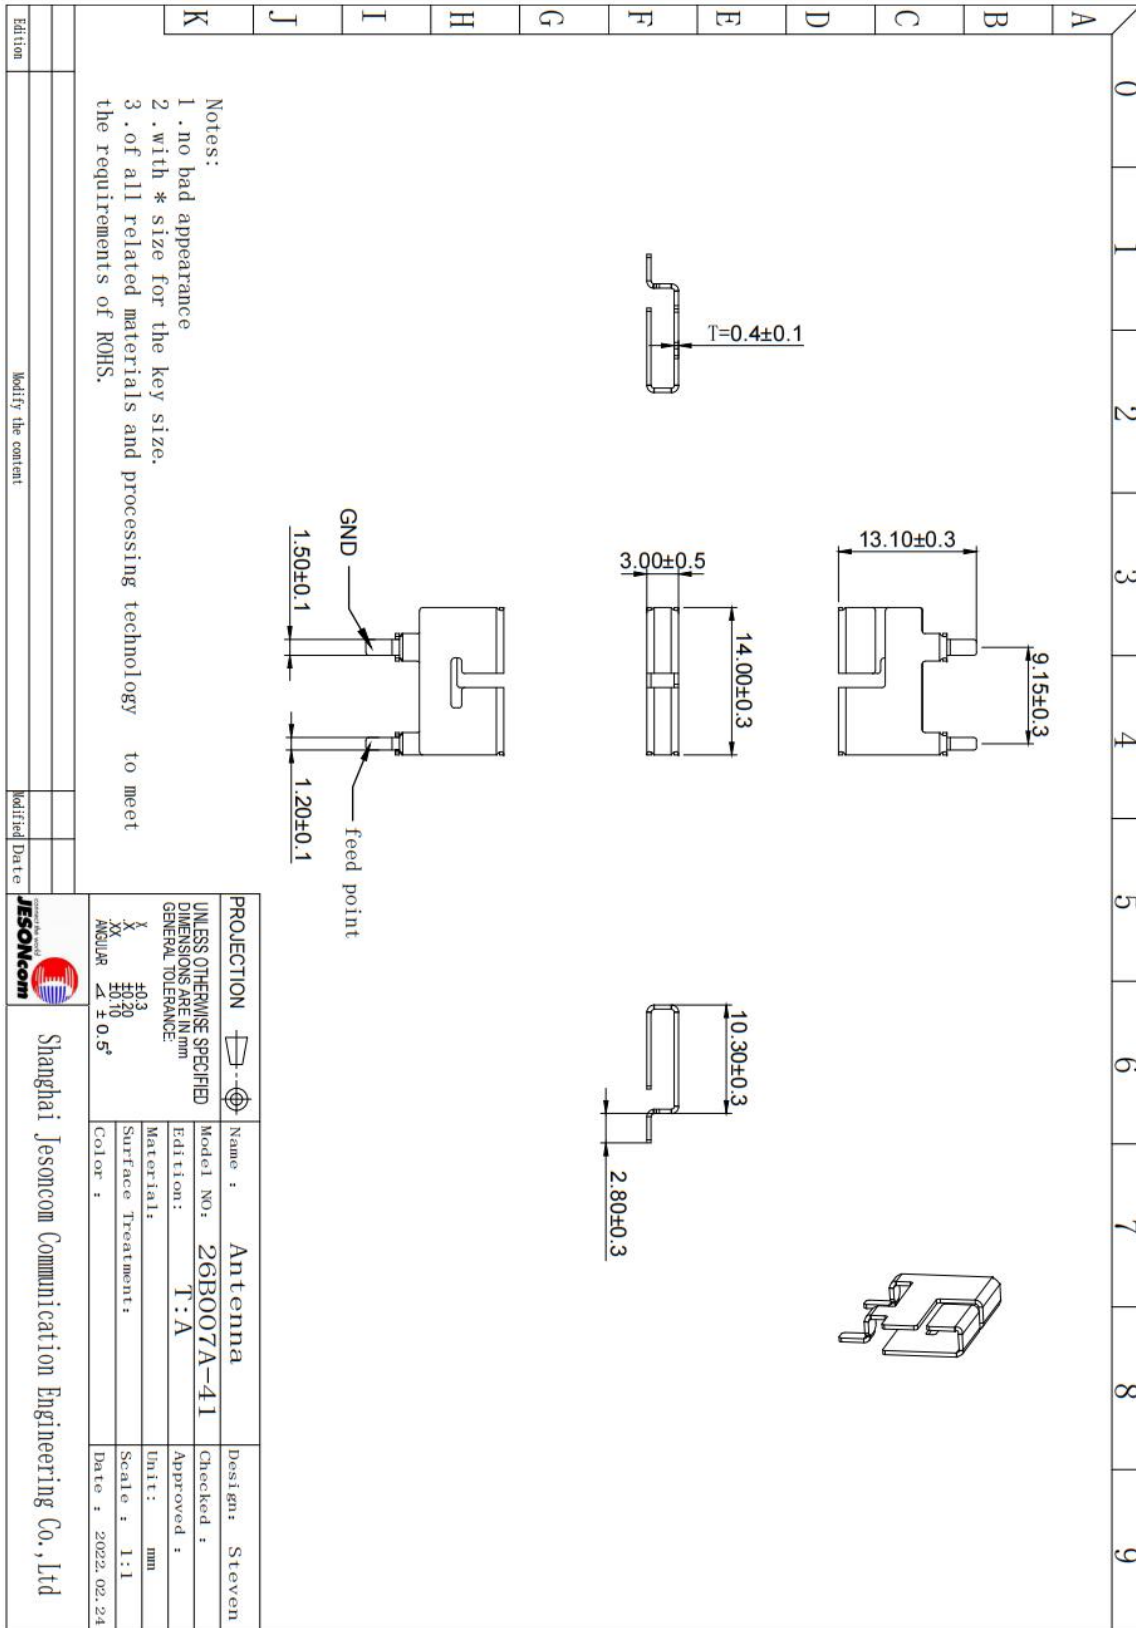 0 1 2 3 4 5 6 7 8 9
A
B
C
D
E
F
G
H
I
J
K
9.15±0.3
13.10±0.3
14.00±0.3
3.00±0.5
T=0.4±0.1
10.30±0.3
2.80±0.3
GND
feed point
1.50±0.1
1.20±0.1
Notes:
1 .no bad appearance
2 .with * size for the key size.
3 .of all related materials and processing technology to meet
the requirements of ROHS.
PROJECTION
UNLESS OTHERWISE SPECIFIED
DIMENSIONS ARE IN mm
GENERAL TOLERANCE:
X ±0.3
.X ±0.20
.XX ±0.10
ANGULAR ∠ ± 0.5°
Name : Antenna
Design: Steven
Model NO: 26B007A-41
Checked :
Edition: T:A
Approved :
Material:
Unit: mm
Surface Treatment:
Scale : 1:1
Color :
Date : 2022.02.24
Edition
Modify the content
Modified
Date
connect the world
JESONcom
Shanghai Jesoncom Communication Engineering Co.,Ltd